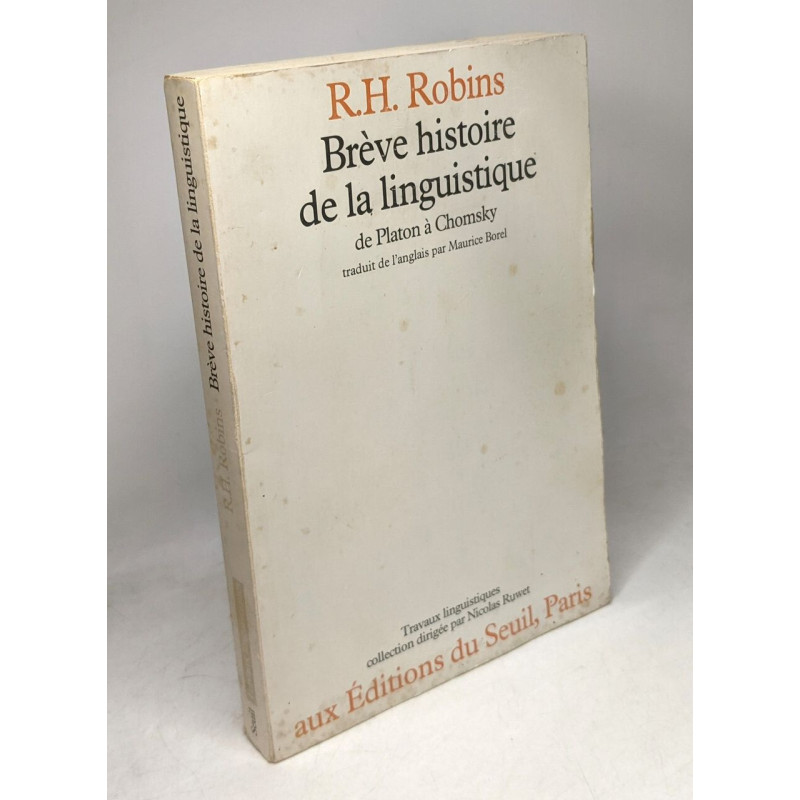 R.H. Robins
Brève histoire
de la linguistique
de Platon à Chomsky
traduit de l'anglais par Maurice Borel
Travaux linguistiques
collection dirigée par Nicolas Ruwet
aux Éditions du Seuil, Paris
R.H. Robins Brève histoire de la linguistique
Seuil